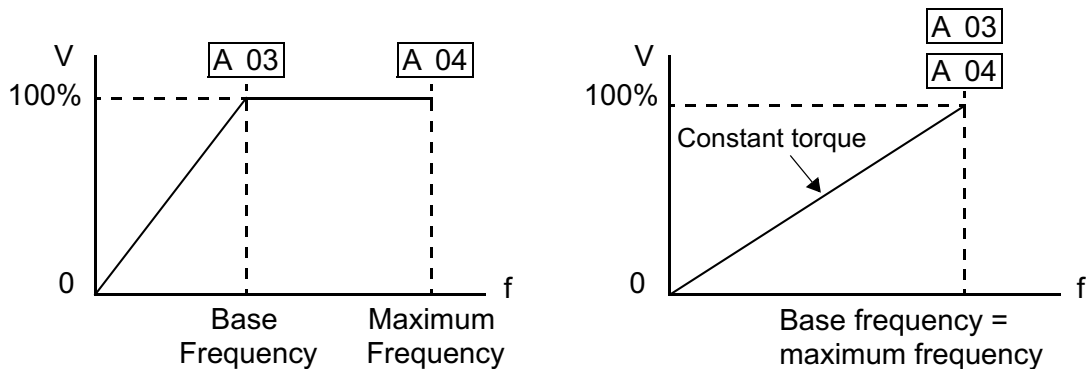 V
A 03
A 04
100%
0
f
Base
Frequency
Maximum
Frequency
A 03
V
A 04
100%
Constant torque
0
f
Base frequency =
maximum frequency